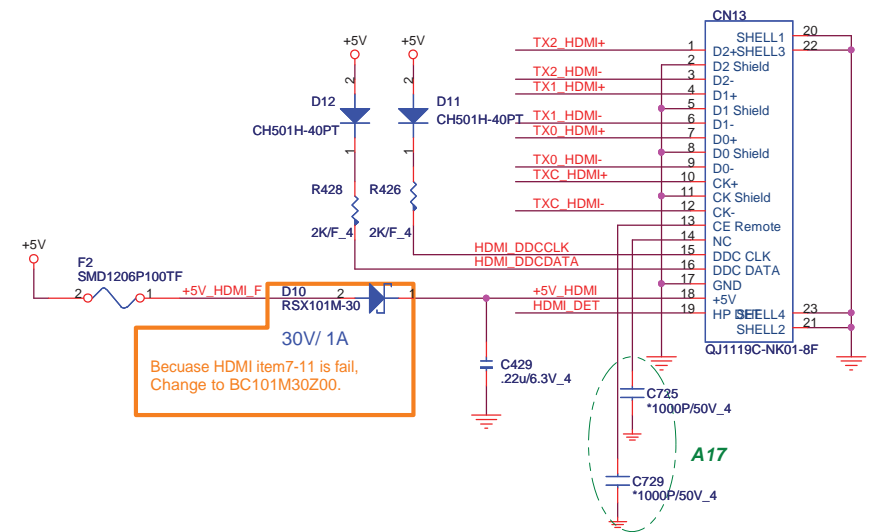 CN13
+5V
+5V
2
2
D12
CH501H-40PT
D11
CH501H-40PT
1
1
R428
2K/F_4
R426
2K/F_4
TX2_HDMI+
TX2_HDMI-
TX1_HDMI+
TX1_HDMI-
TX0_HDMI+
TX0_HDMI-
TXC_HDMI+
TXC_HDMI-
HDMI_DDCCLK
HDMI_DDCDATA
+5V_HDMI
HDMI_DET
1 D2+
2 D2 Shield
3 D2-
4 D1+
5 D1 Shield
6 D1-
7 D0+
8 D0 Shield
9 D0-
10 CK+
11 CK Shield
12 CK-
13 CE Remote
14 NC
15 DDC CLK
16 DDC DATA
17 GND
18 +5V
19 HP DET
SHELL1 20
SHELL3 22
SHELL4 23
SHELL2 21
QJ1119C-NK01-8F
+5V
F2
SMD1206P100TF
2 1
+5V_HDMI_F
D10
RSX101M-30
2 1
30V/ 1A
Becuase HDMI item7-11 is fail,
Change to BC101M30Z00.
C429
.22u/6.3V_4
C725
*1000P/50V_4
A17
C729
*1000P/50V_4